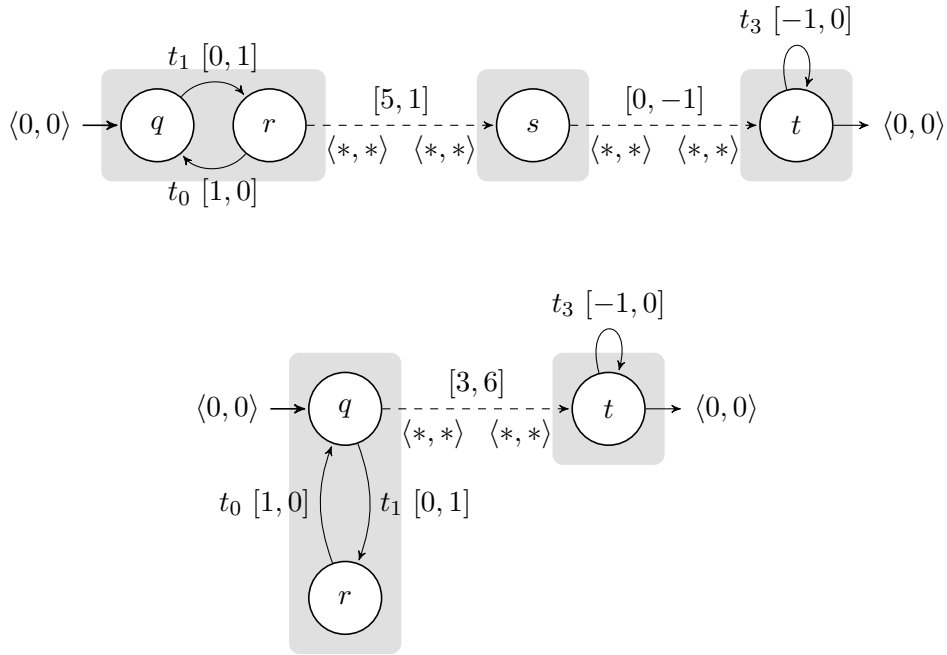 t₃ [−1, 0]
t₁ [0, 1]
[5, 1]
[0, −1]
⟨0, 0⟩ q r s t ⟨0, 0⟩
⟨∗, ∗⟩ ⟨∗, ∗⟩ ⟨∗, ∗⟩ ⟨∗, ∗⟩
t₀ [1, 0]
t₃ [−1, 0]
[3, 6]
⟨0, 0⟩ q t ⟨0, 0⟩
⟨∗, ∗⟩ ⟨∗, ∗⟩
t₀ [1, 0] t₁ [0, 1]
r